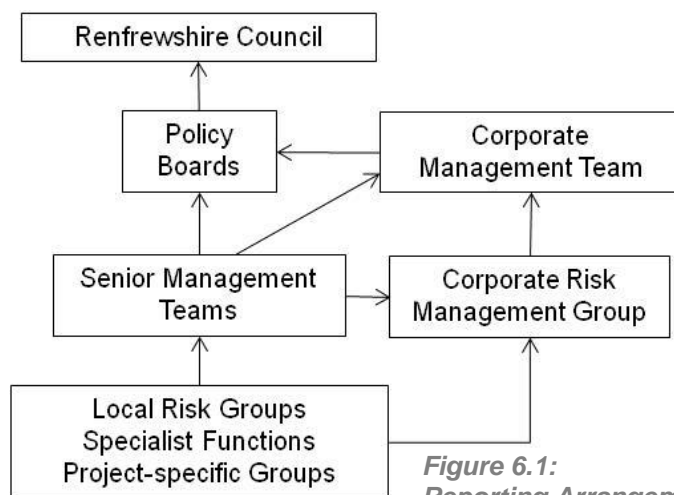 Renfrewshire Council
Policy
Boards
Corporate
Management Team
Senior Management
Teams
Corporate Risk
Management Group
Local Risk Groups
Specialist Functions
Project-specific Groups
Figure 6.1:
Reporting